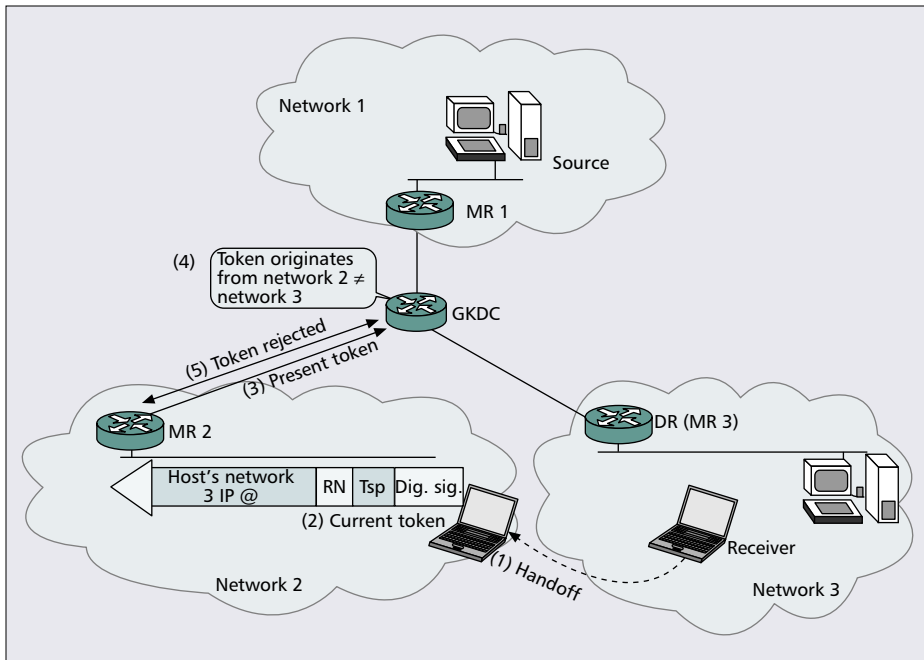 Network 1
Source
MR 1
(4)
Token originates
from network 2 ≠
network 3
GKDC
(5) Token rejected
(3) Present token
MR 2
DR (MR 3)
Host's network
3 IP @
RN
Tsp
Dig. sig.
(2) Current token
(1) Handoff
Receiver
Network 2
Network 3